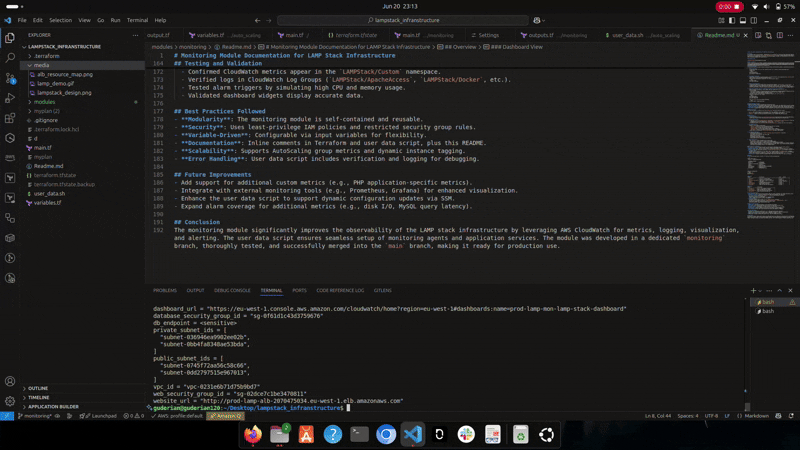 Jun 20 23:13
0:00
57%
File Edit Selection View Go Run Terminal Help
lampstack_infranstructure
EXPLORER
output.tf
variables.tf
main.tf
terraform.tfstate
main.tf .../monitoring
Settings
outputs.tf .../monitoring
user_data.sh
Readme.md
modules > monitoring > Readme.md > # Monitoring Module Documentation for LAMP Stack Infrastructure > ## Overview > ### Dashboard View
LAMPSTACK_INFRANSTRUCTURE
.terraform
media
alb_resource_map.png
lamp_demo.gif
lampstack_design.png
modules
myplan (2)
.gitignore
.terraform.lock.hcl
d
main.tf
myplan
Readme.md
terraform.tfstate
terraform.tfstate.backup
user_data.sh
variables.tf
OUTLINE
TIMELINE
APPLICATION BUILDER
1 # Monitoring Module Documentation for LAMP Stack Infrastructure
164 ## Testing and Validation
172 - Confirmed CloudWatch metrics appear in the `LAMPStack/Custom` namespace.
173 - Verified logs in CloudWatch Log Groups (`LAMPStack/ApacheAccess`, `LAMPStack/Docker`, etc.).
174 - Tested alarm triggers by simulating high CPU and memory usage.
175 - Validated dashboard widgets display accurate data.
176
177 ## Best Practices Followed
178 - **Modularity**: The monitoring module is self-contained and reusable.
179 - **Security**: Uses least-privilege IAM policies and restricted security group rules.
180 - **Variable-Driven**: Configurable via input variables for flexibility.
181 - **Documentation**: Inline comments in Terraform and user data script, plus this README.
182 - **Scalability**: Supports AutoScaling group metrics and dynamic instance tagging.
183 - **Error Handling**: User data script includes verification and logging for debugging.
184
185 ## Future Improvements
186 - Add support for additional custom metrics (e.g., PHP application-specific metrics).
187 - Integrate with external monitoring tools (e.g., Prometheus, Grafana) for enhanced visualization.
188 - Enhance the user data script to support dynamic configuration updates via SSM.
189 - Expand alarm coverage for additional metrics (e.g., disk I/O, MySQL query latency).
190
191 ## Conclusion
192 The monitoring module significantly improves the observability of the LAMP stack infrastructure by leveraging AWS CloudWatch for metrics, logging, visualization,
and alerting. The user data script ensures seamless setup of monitoring agents and application services. The module was developed in a dedicated `monitoring`
branch, thoroughly tested, and successfully merged into the `main` branch, making it ready for production use.
PROBLEMS OUTPUT DEBUG CONSOLE TERMINAL PORTS CODE REFERENCE LOG GITLENS
bash
bash
dashboard_url = "https://eu-west-1.console.aws.amazon.com/cloudwatch/home?region=eu-west-1#dashboards:name=prod-lamp-mon-lamp-stack-dashboard"
database_security_group_id = "sg-0f61d1c43d3759676"
db_endpoint = <sensitive>
private_subnet_ids = [
"subnet-036946ea9902ee02b",
"subnet-0bb4fa8348ae53bda",
]
public_subnet_ids = [
"subnet-0745f72aa56c58c66",
"subnet-0dd2797515e967013",
]
vpc_id = "vpc-0231e6b71d75b9bd7"
web_security_group_id = "sg-02dce7c1be3470811"
website_url = "http://prod-lamp-alb-2070475034.eu-west-1.elb.amazonaws.com"
guderian@guderian120:~/Desktop/lampstack_infranstructure$
monitoring* Launchpad 0 0 AWS: profile:default Amazon Q Ln 8, Col 5 Spaces: 4 UTF-8 LF Markdown